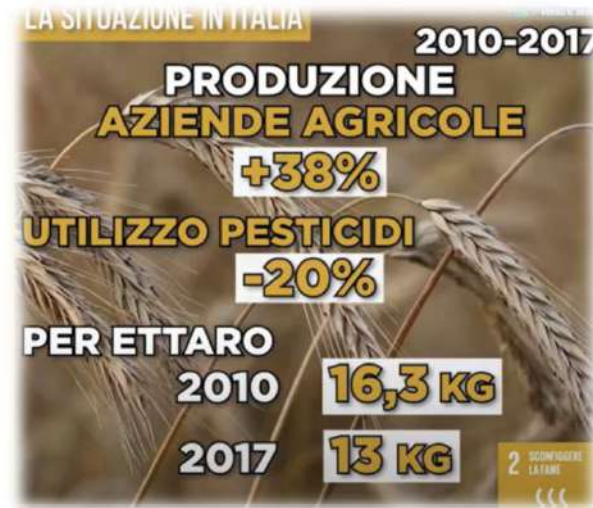 LA SITUAZIONE IN ITALIA
2010-2017
PRODUZIONE
AZIENDE AGRICOLE
+38%
UTILIZZO PESTICIDI
-20%
PER ETTARO
2010 16,3 KG
2017 13 KG
2 SCONFIGGERE
LA FAME